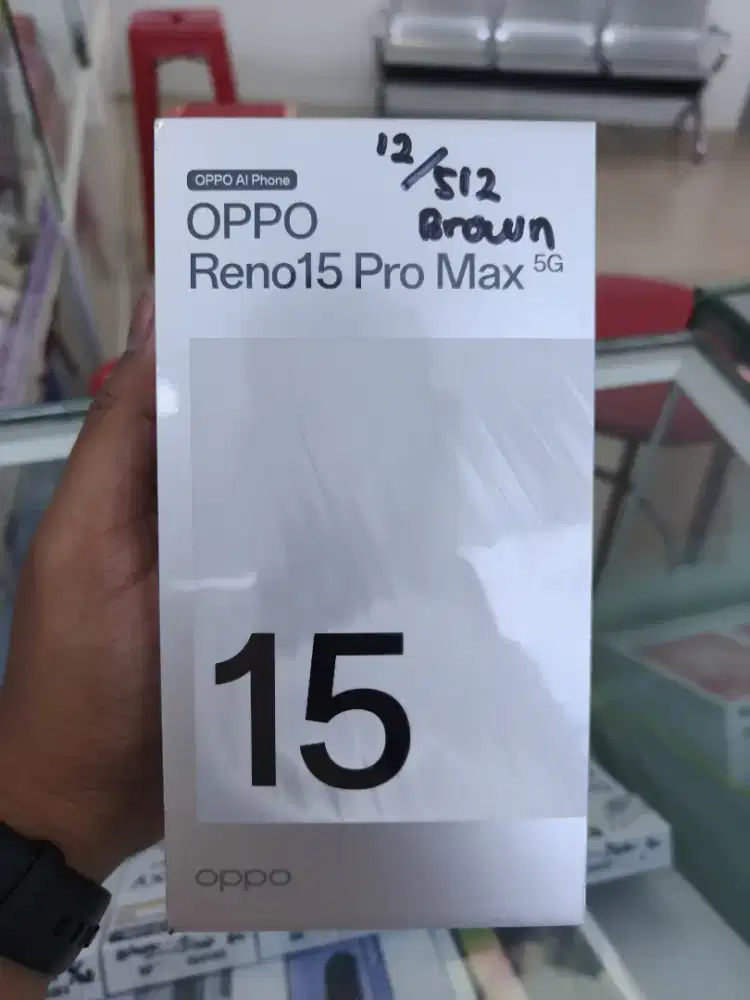 12/512
Brown
OPPO AI Phone
OPPO
Reno15 Pro Max 5G
15
oppo